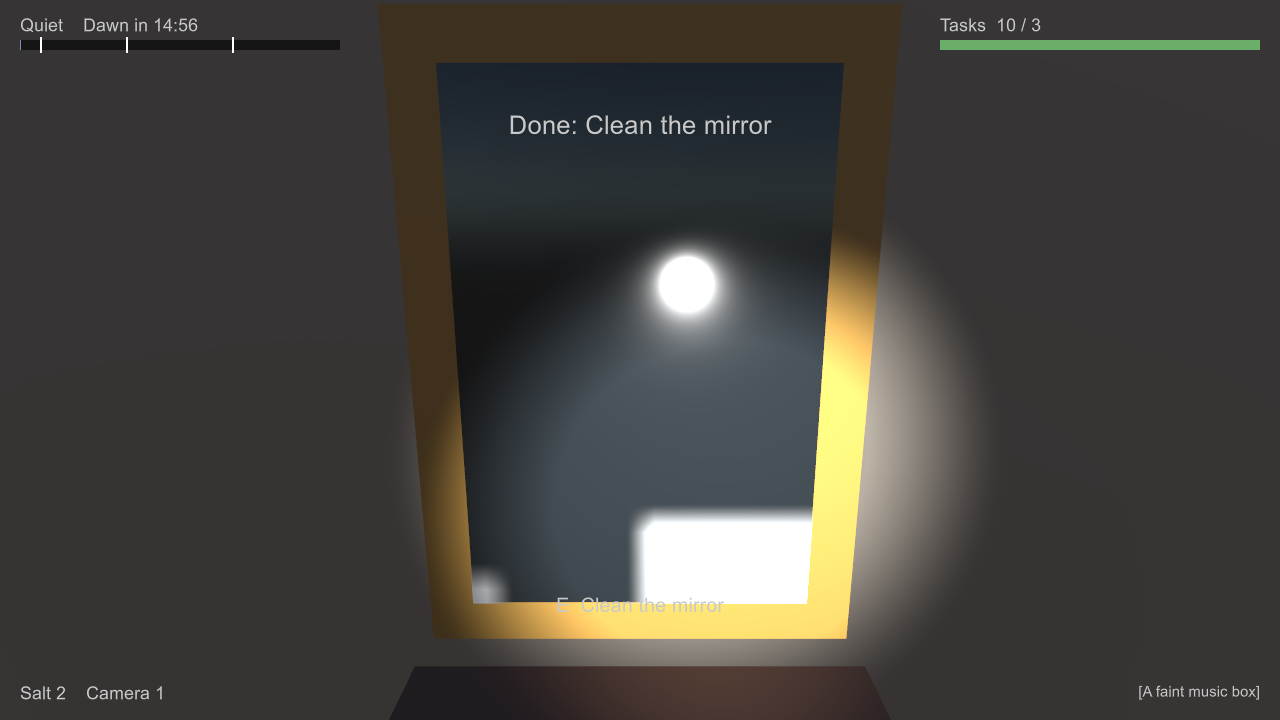 Quiet Dawn in 14:56
Tasks 10 / 3
Done: Clean the mirror
E Clean the mirror
Salt 2 Camera 1
[A faint music box]